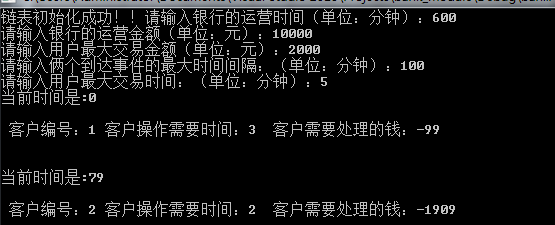 链表初始化成功！！请输入银行的运营时间（单位：分钟）：600
请输入银行的运营金额（单位：元）：10000
请输入用户最大交易金额（单位：元）：2000
请输入俩个到达事件的最大时间间隔：（单位：分钟）：100
请输入用户最大交易时间：（单位：分钟）：5
当前时间是:0
客户编号：1 客户操作需要时间：3 客户需要处理的钱：-99
当前时间是:79
客户编号：2 客户操作需要时间：2 客户需要处理的钱：-1909